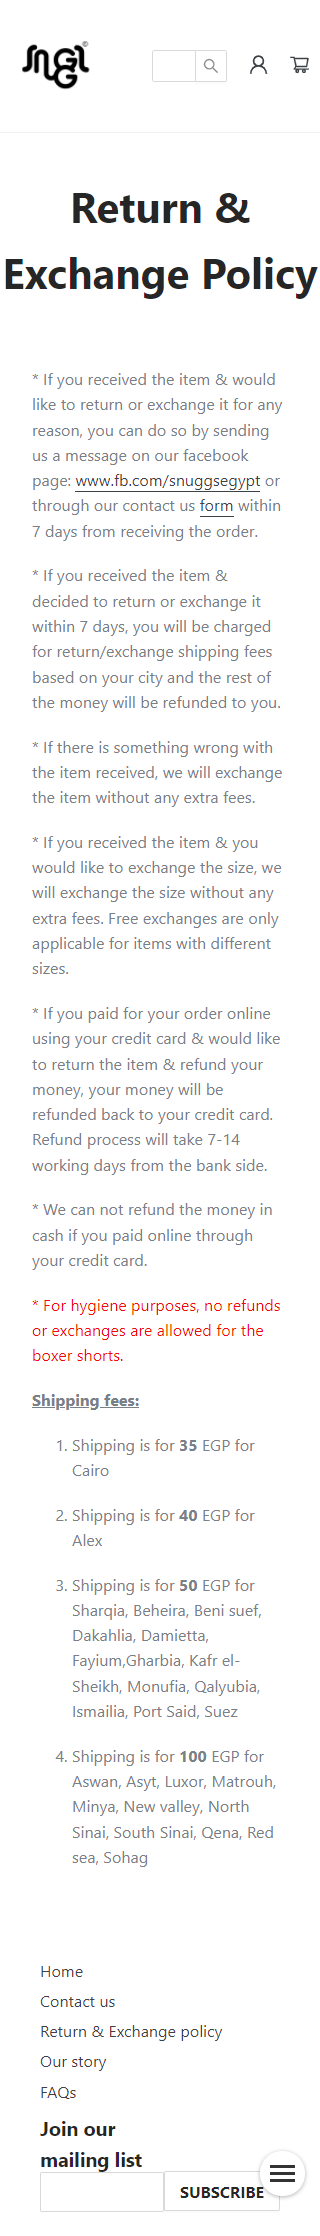 Return &
Exchange Policy
* If you received the item & would
like to return or exchange it for any
reason, you can do so by sending
us a message on our facebook
page: www.fb.com/snuggsegypt or
through our contact us form within
7 days from receiving the order.
* If you received the item &
decided to return or exchange it
within 7 days, you will be charged
for return/exchange shipping fees
based on your city and the rest of
the money will be refunded to you.
* If there is something wrong with
the item received, we will exchange
the item without any extra fees.
* If you received the item & you
would like to exchange the size, we
will exchange the size without any
extra fees. Free exchanges are only
applicable for items with different
sizes.
* If you paid for your order online
using your credit card & would like
to return the item & refund your
money, your money will be
refunded back to your credit card.
Refund process will take 7-14
working days from the bank side.
* We can not refund the money in
cash if you paid online through
your credit card.
* For hygiene purposes, no refunds
or exchanges are allowed for the
boxer shorts.
Shipping fees:
1. Shipping is for 35 EGP for
Cairo
2. Shipping is for 40 EGP for
Alex
3. Shipping is for 50 EGP for
Sharqia, Beheira, Beni suef,
Dakahlia, Damietta,
Fayium,Gharbia, Kafr el-
Sheikh, Monufia, Qalyubia,
Ismailia, Port Said, Suez
4. Shipping is for 100 EGP for
Aswan, Asyt, Luxor, Matrouh,
Minya, New valley, North
Sinai, South Sinai, Qena, Red
sea, Sohag
Home
Contact us
Return & Exchange policy
Our story
FAQs
Join our
mailing list
SUBSCRIBE